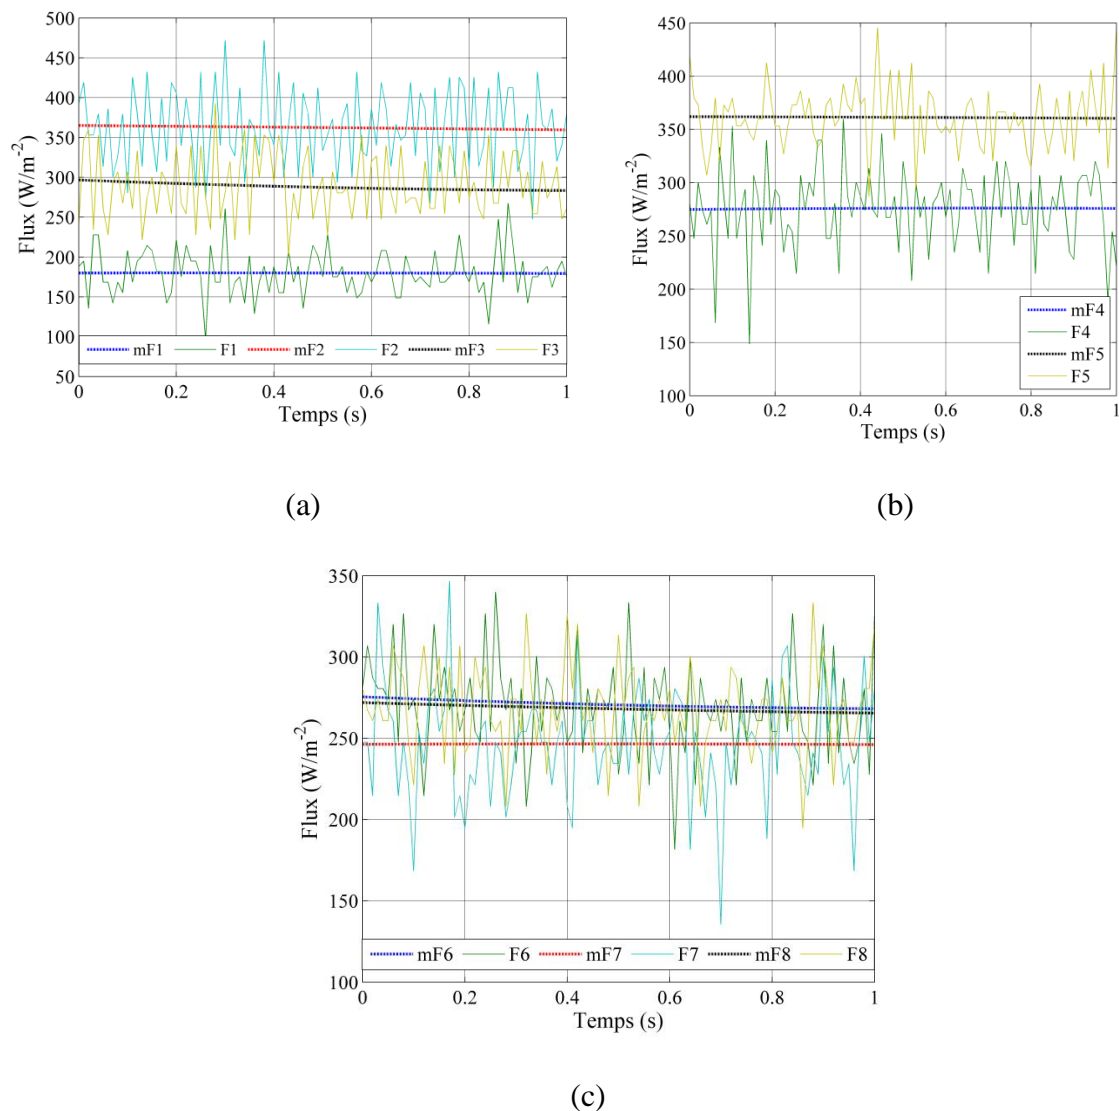 500
450
400
350
300
250
200
150
100
50
Flux (W/m⁻²)
mF1 F1 mF2 F2 mF3 F3
0 0.2 0.4 0.6 0.8 1
Temps (s)
(a)
450
400
350
300
250
200
150
100
Flux (W/m⁻²)
mF4
F4
mF5
F5
0 0.2 0.4 0.6 0.8 1
Temps (s)
(b)
350
300
250
200
150
100
Flux (W/m⁻²)
mF6 F6 mF7 F7 mF8 F8
0 0.2 0.4 0.6 0.8 1
Temps (s)
(c)